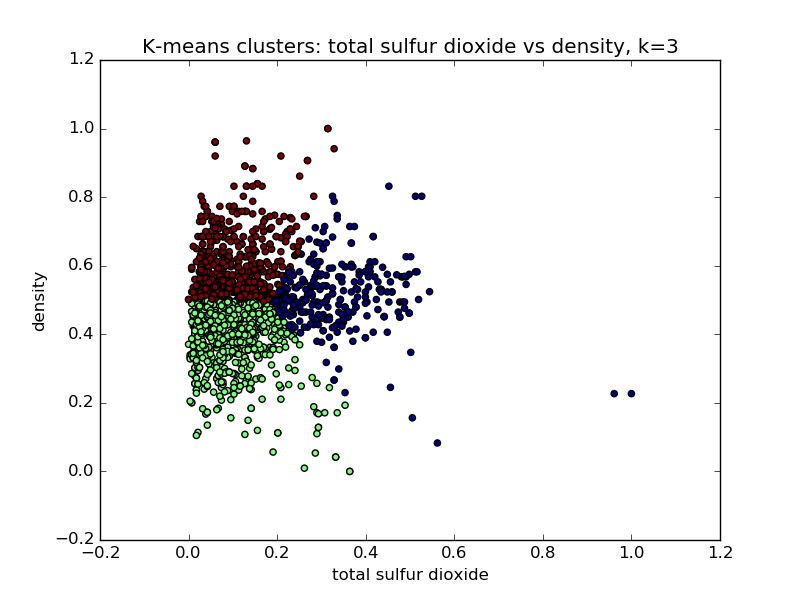 K-means clusters: total sulfur dioxide vs density, k=3
1.2
1.0
0.8
0.6
0.4
0.2
0.0
−0.2
density
−0.2 0.0 0.2 0.4 0.6 0.8 1.0 1.2
total sulfur dioxide